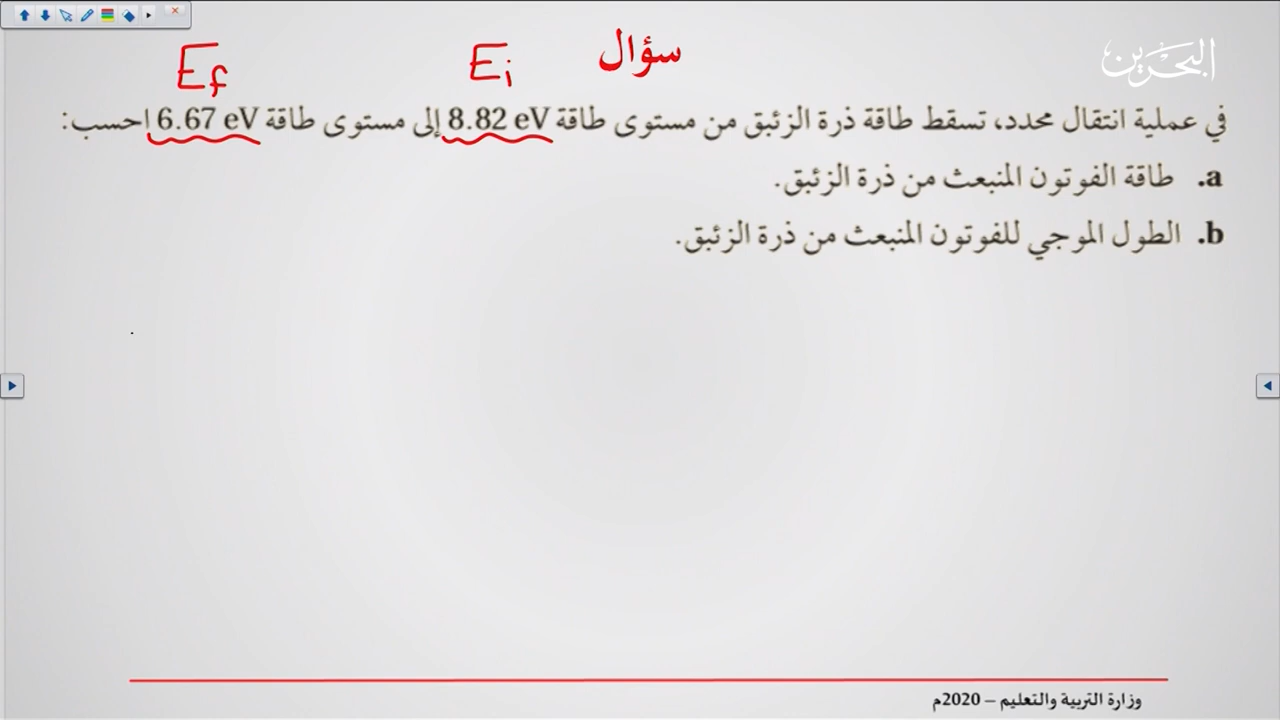 البحرين
سؤال
Ei
Ef
في عملية انتقال محدد، تسقط طاقة ذرة الزئبق من مستوى طاقة 8.82 eV إلى مستوى طاقة 6.67 eV احسب:
a. طاقة الفوتون المنبعث من ذرة الزئبق.
b. الطول الموجي للفوتون المنبعث من ذرة الزئبق.
وزارة التربية والتعليم – 2020م